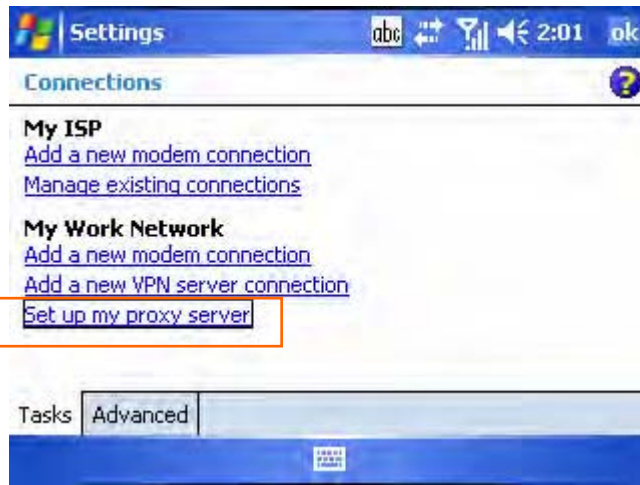 Settings abc 2:01 ok
Connections ?
My ISP
Add a new modem connection
Manage existing connections
My Work Network
Add a new modem connection
Add a new VPN server connection
Set up my proxy server
Tasks Advanced